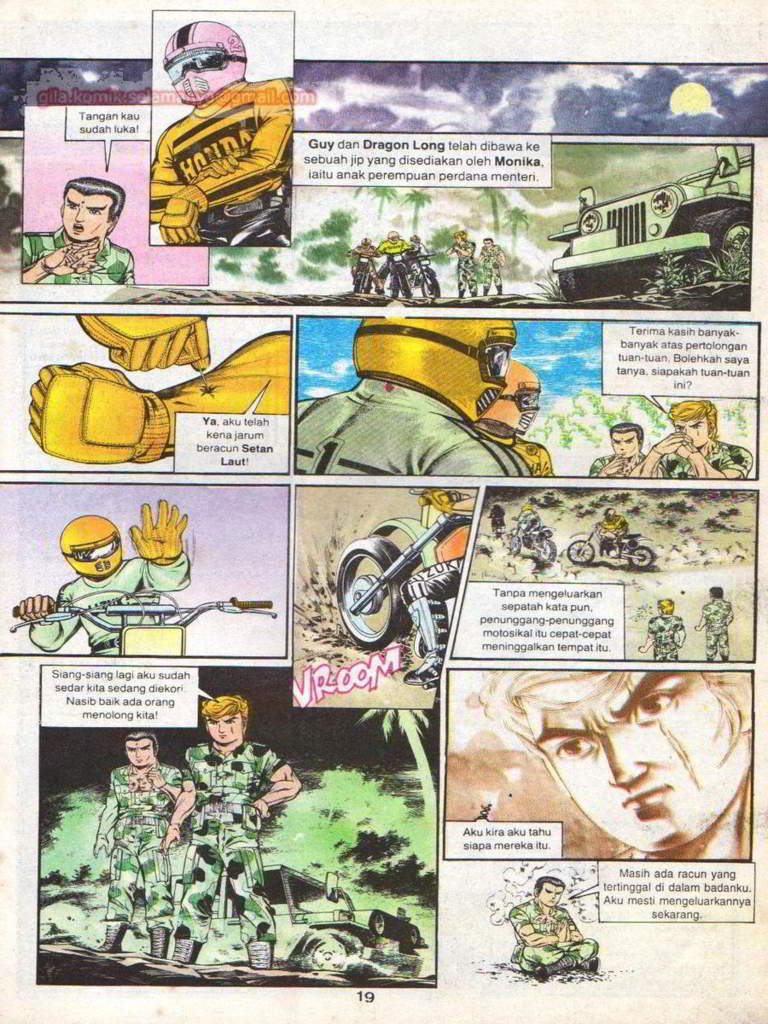 gila.komik.selamanya@gmail.com
Tangan kau
sudah luka!
HONDA
Guy dan Dragon Long telah dibawa ke
sebuah jip yang disediakan oleh Monika,
iaitu anak perempuan perdana menteri.
Ya, aku telah
kena jarum
beracun Setan
Laut!
Terima kasih banyak-
banyak atas pertolongan
tuan-tuan. Bolehkah saya
tanya, siapakah tuan-tuan
ini?
VROOM
Tanpa mengeluarkan
sepatah kata pun,
penunggang-penunggang
motosikal itu cepat-cepat
meninggalkan tempat itu.
Siang-siang lagi aku sudah
sedar kita sedang diekori.
Nasib baik ada orang
menolong kita!
Aku kira aku tahu
siapa mereka itu.
Masih ada racun yang
tertinggal di dalam badanku.
Aku mesti mengeluarkannya
sekarang.
19